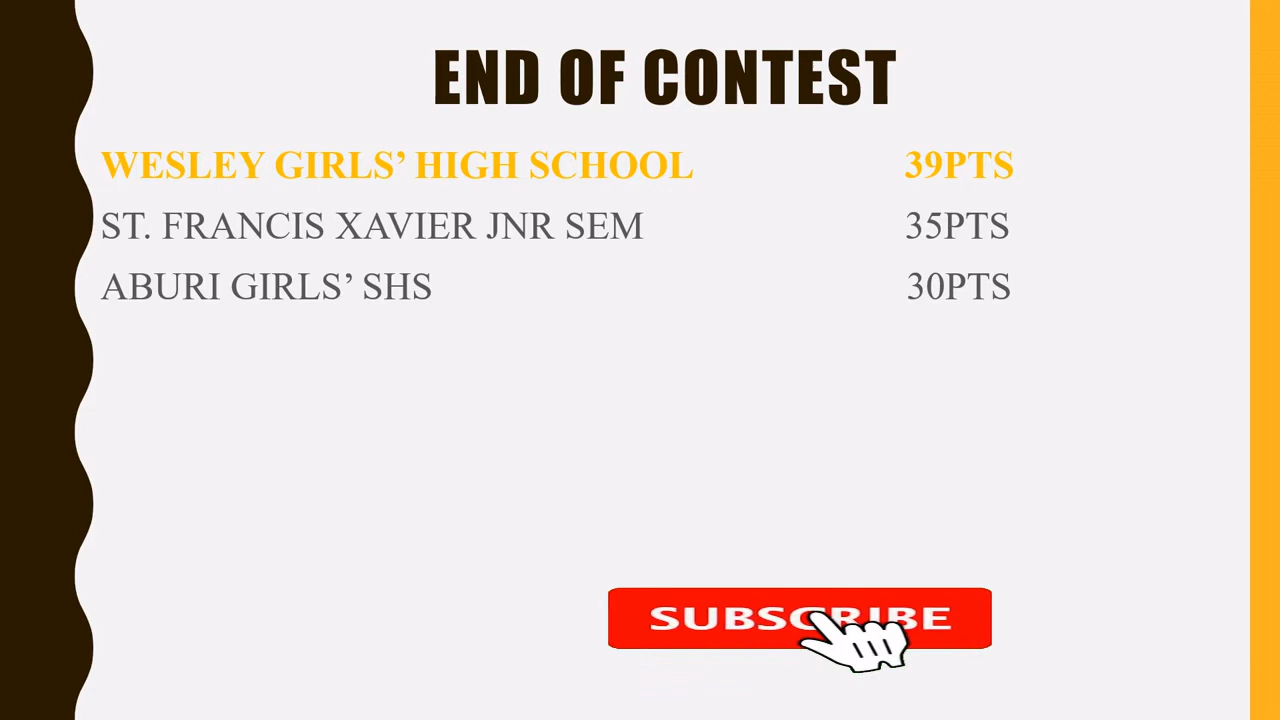 END OF CONTEST
WESLEY GIRLS’ HIGH SCHOOL 39PTS
ST. FRANCIS XAVIER JNR SEM 35PTS
ABURI GIRLS’ SHS 30PTS
SUBSCRIBE